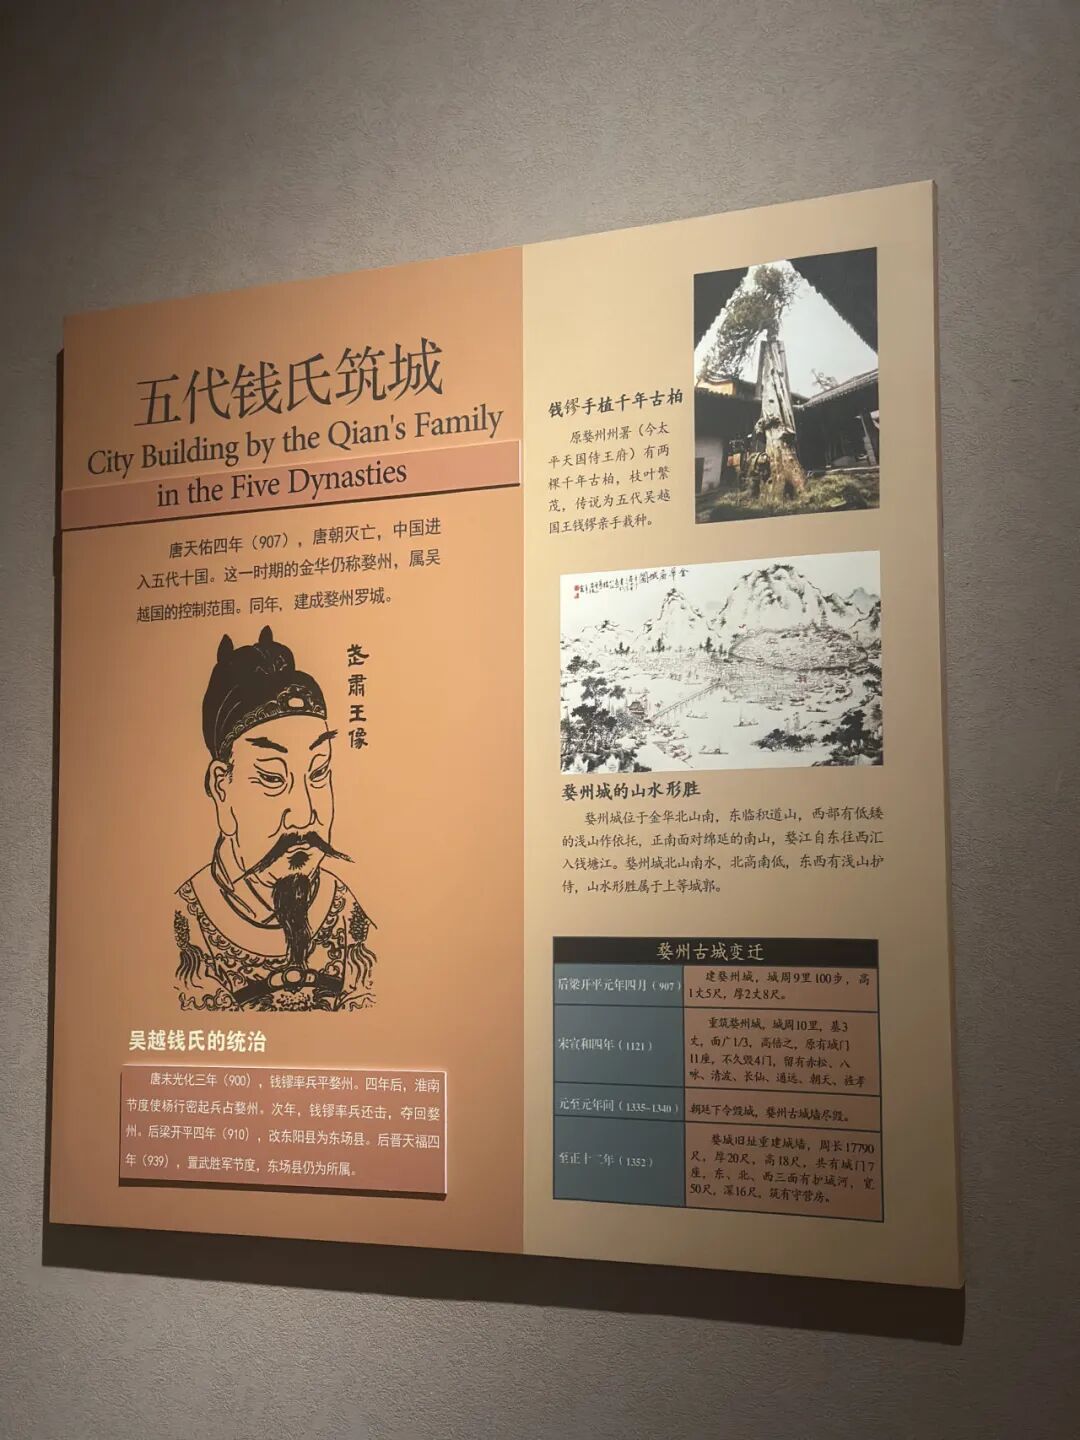 五代钱氏筑城
City Building by the Qian's Family
in the Five Dynasties
唐天佑四年（907），唐朝灭亡，中国进
入五代十国。这一时期的金华仍称婺州，属吴
越国的控制范围。同年，建成婺州罗城。
武肃王像
吴越钱氏的统治
唐末光化三年（900），钱镠率兵平婺州。四年后，淮南
节度使杨行密起兵占婺州。次年，钱镠率兵还击，夺回婺
州。后梁开平四年（910），改东阳县为东场县。后晋天福四
年（939），置武胜军节度，东场县仍为所属。
钱镠手植千年古柏
原婺州州署（今太
平天国侍王府）有两
棵千年古柏，枝叶繁
茂，传说为五代吴越
国王钱镠亲手栽种。
金华府城图
婺州城的山水形胜
婺州城位于金华北山南，东临积道山，西部有低矮
的浅山作依托，正南面对绵延的南山，婺江自东往西汇
入钱塘江。婺州城北山南水，北高南低，东西有浅山护
侍，山水形胜属于上等城郭。
婺州古城变迁
后梁开平元年四月（907）
建婺州城，城周9里100步，高
1丈5尺，厚2丈8尺。
宋宣和四年（1121）
重筑婺州城，城周10里，基3
丈，面广1/3，高倍之，原有城门
11座，不久毁4门，留有赤松、八
咏、清波、长仙、通远、朝天、旌孝
元至元年间（1335-1340）
朝廷下令毁城，婺州古城墙尽毁。
至正十二年（1352）
婺城旧址重建城墙，周长17790
尺，厚20尺，高18尺，共有城门7
座，东、北、西三面有护城河，宽
50尺，深16尺，筑有守营房。